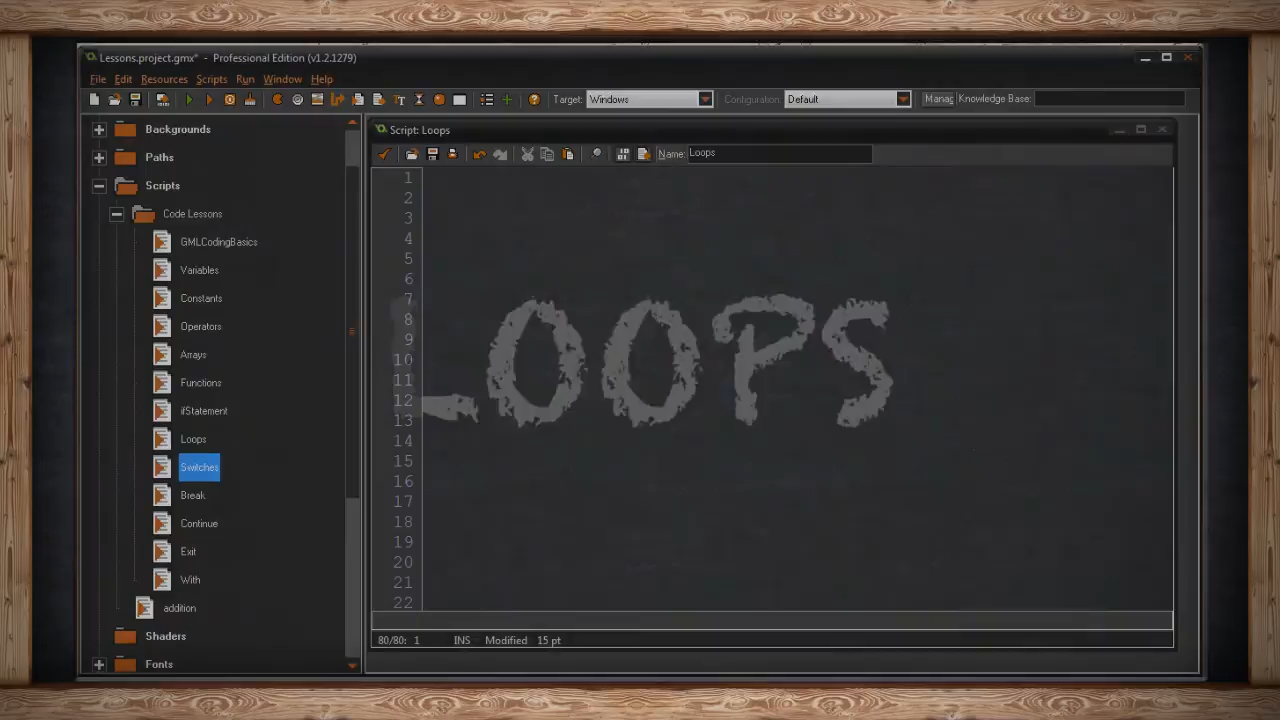 Lessons.project.gmx* - Professional Edition (v1.2.1279)
File Edit Resources Scripts Run Window Help
Target: Windows Configuration: Default Manag Knowledge Base:
Backgrounds
Paths
Scripts
Code Lessons
GMLCodingBasics
Variables
Constants
Operators
Arrays
Functions
ifStatement
Loops
Switches
Break
Continue
Exit
With
addition
Shaders
Fonts
Script: Loops
Name: Loops
1
2
3
4
5
6
7
8
9
10
11
12
13
14
15
16
17
18
19
20
21
22
LOOPS
80/80: 1 INS Modified 15 pt